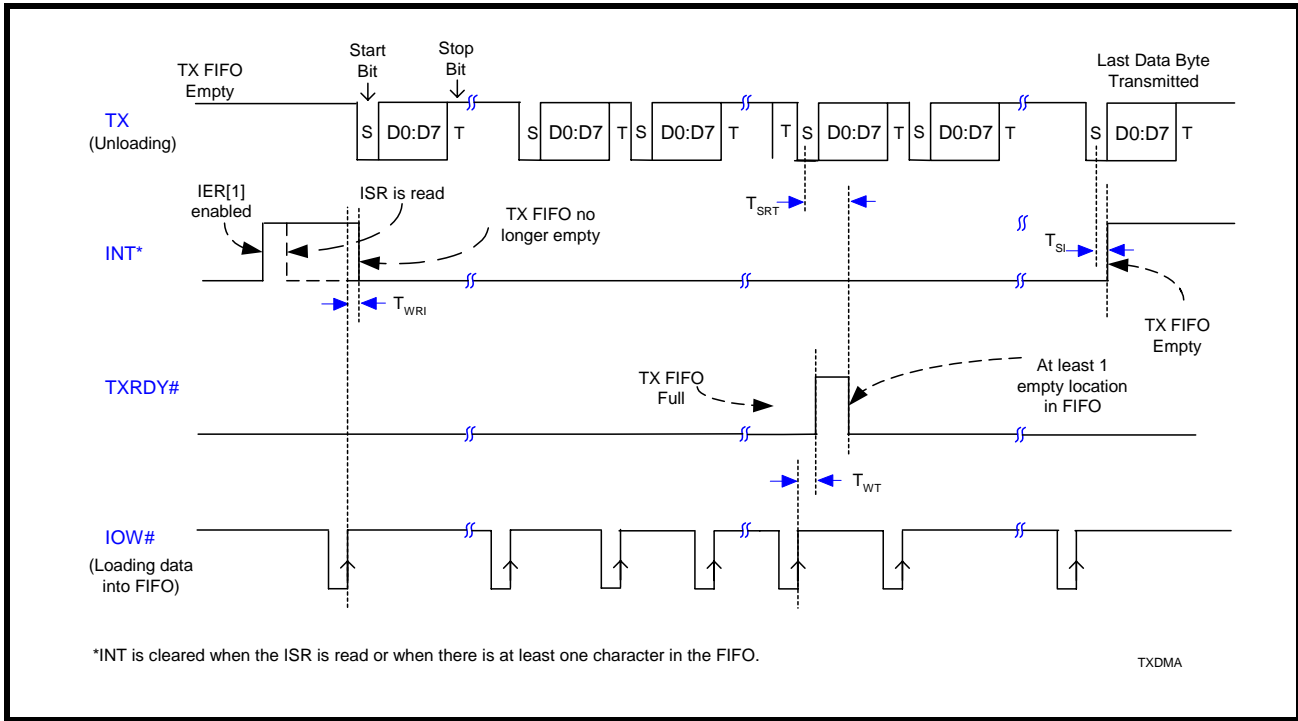 Start
Bit
Stop
Bit
TX FIFO
Empty
Last Data Byte
Transmitted
TX
(Unloading)
S D0:D7 T S D0:D7 T S D0:D7 T T S D0:D7 T S D0:D7 T S D0:D7 T
IER[1]
enabled
ISR is read
TX FIFO no
longer empty
TSRT
INT*
TSI
TWRI
TX FIFO
Empty
TXRDY#
TX FIFO
Full
At least 1
empty location
in FIFO
TWT
IOW#
(Loading data
into FIFO)
*INT is cleared when the ISR is read or when there is at least one character in the FIFO.
TXDMA